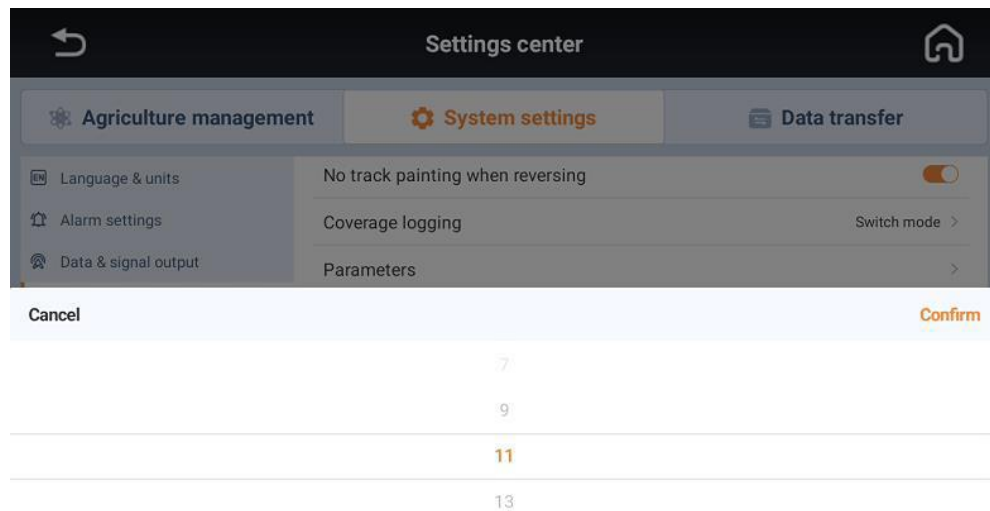 Settings center
Agriculture management
System settings
Data transfer
EN Language & units
Alarm settings
Data & signal output
No track painting when reversing
Coverage logging Switch mode >
Parameters >
Cancel Confirm
7
9
11
13